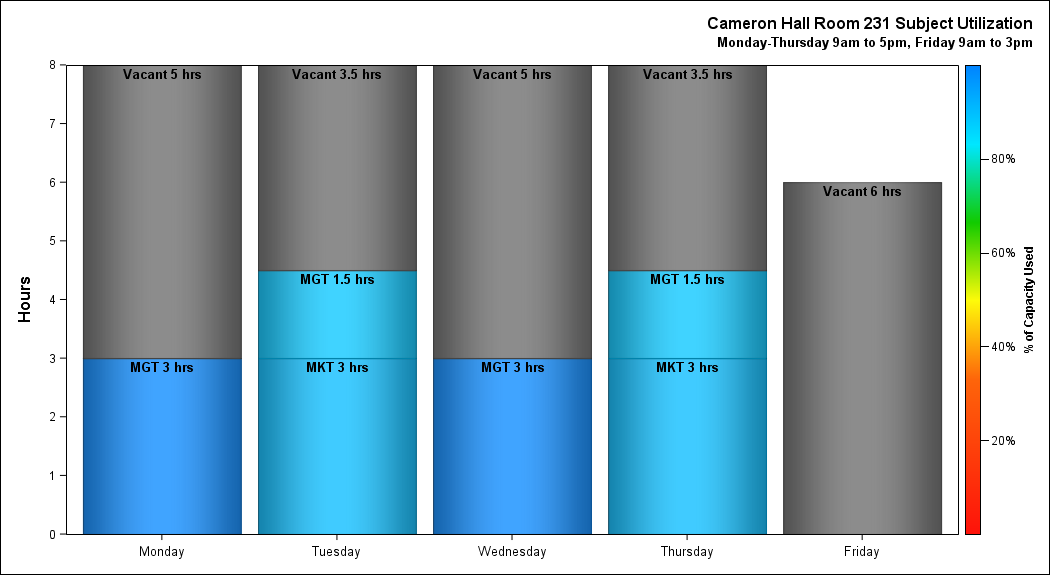 Cameron Hall Room 231 Subject Utilization
Monday-Thursday 9am to 5pm, Friday 9am to 3pm
Hours
8
7
6
5
4
3
2
1
0
Vacant 5 hrs
MGT 3 hrs
Vacant 3.5 hrs
MGT 1.5 hrs
MKT 3 hrs
Vacant 5 hrs
MGT 3 hrs
Vacant 3.5 hrs
MGT 1.5 hrs
MKT 3 hrs
Vacant 6 hrs
Monday
Tuesday
Wednesday
Thursday
Friday
80%
60%
40%
20%
% of Capacity Used